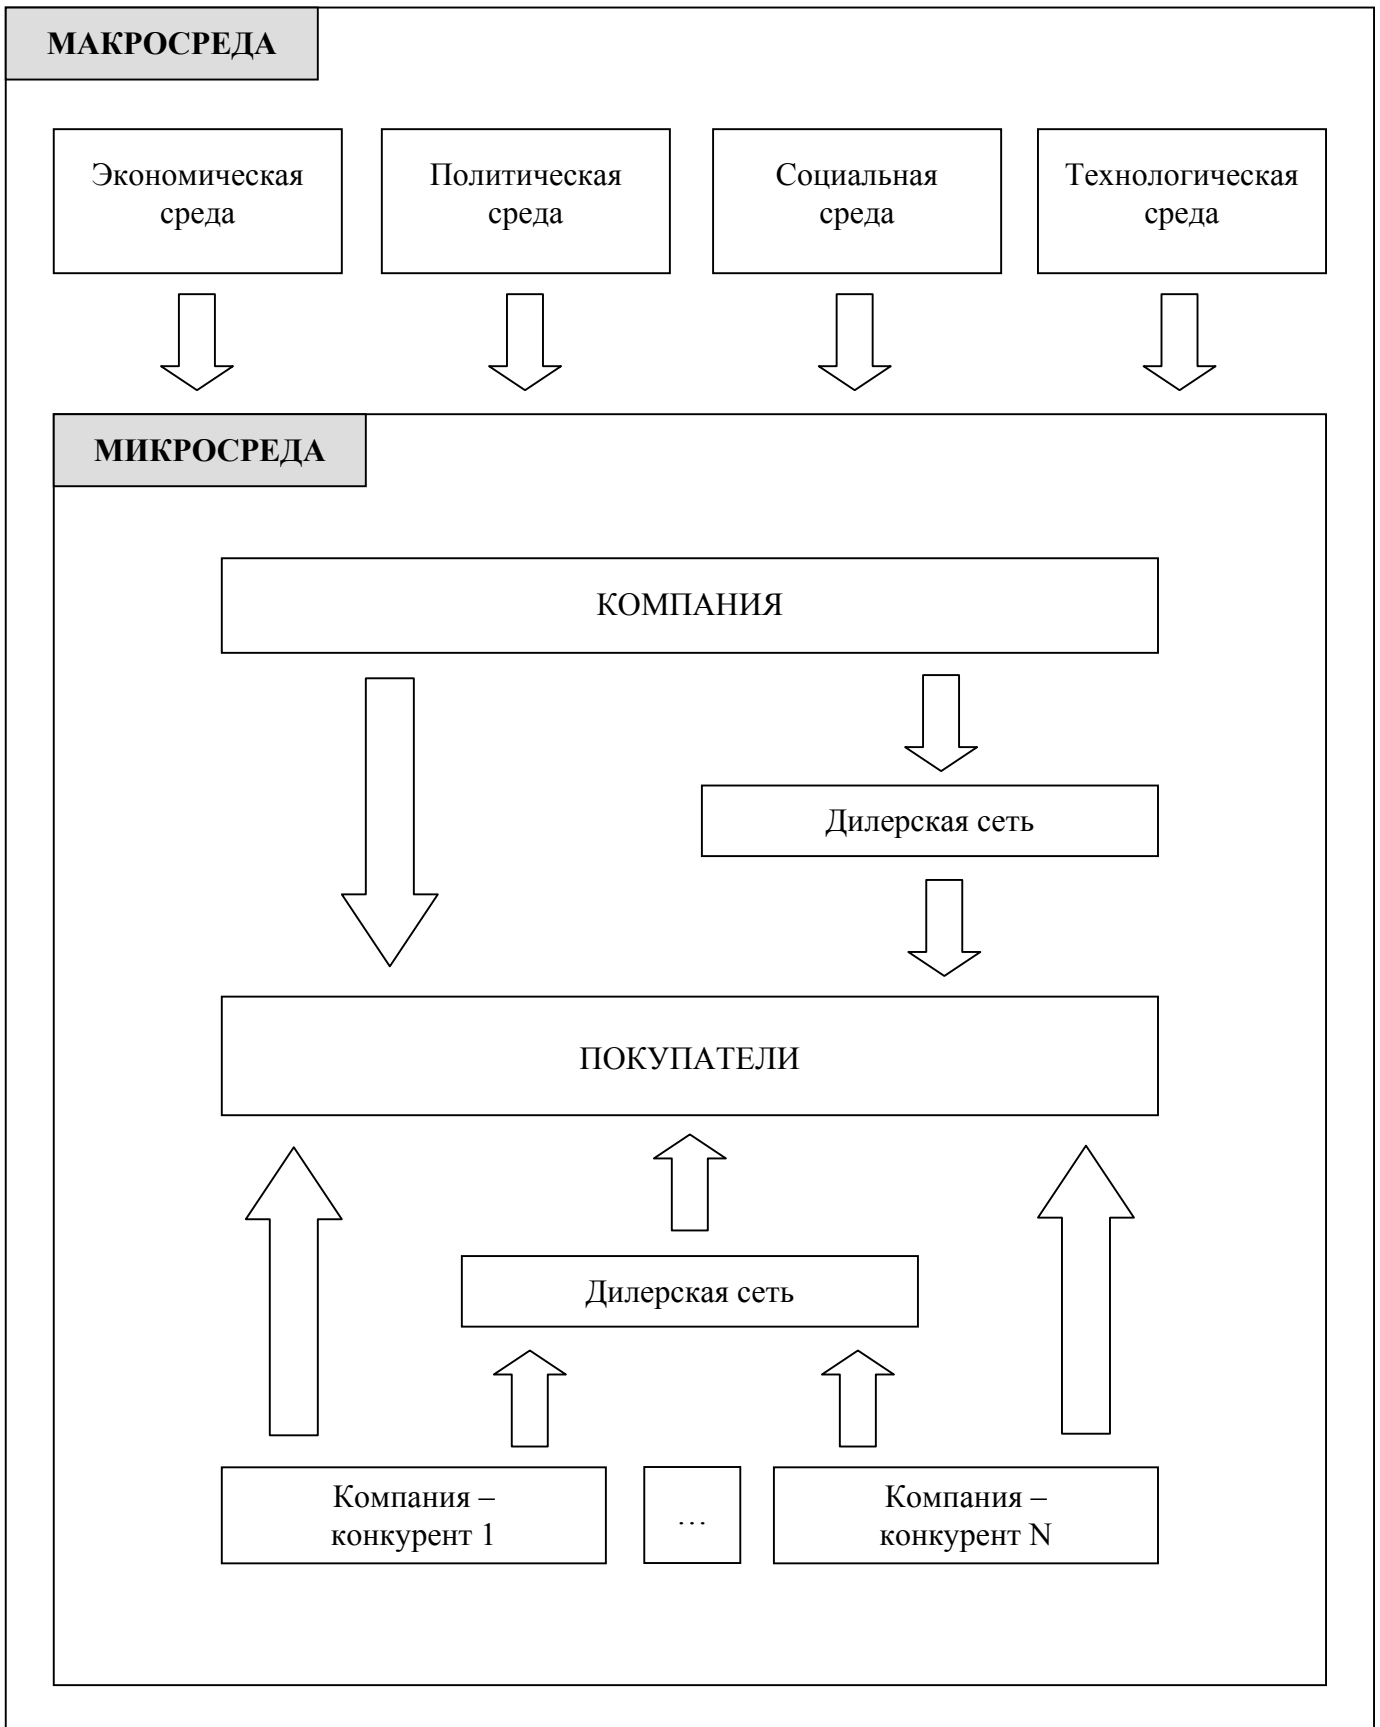 МАКРОСРЕДА
Экономическая
среда
Политическая
среда
Социальная
среда
Технологическая
среда
МИКРОСРЕДА
КОМПАНИЯ
Дилерская сеть
ПОКУПАТЕЛИ
Дилерская сеть
Компания –
конкурент 1
…
Компания –
конкурент N